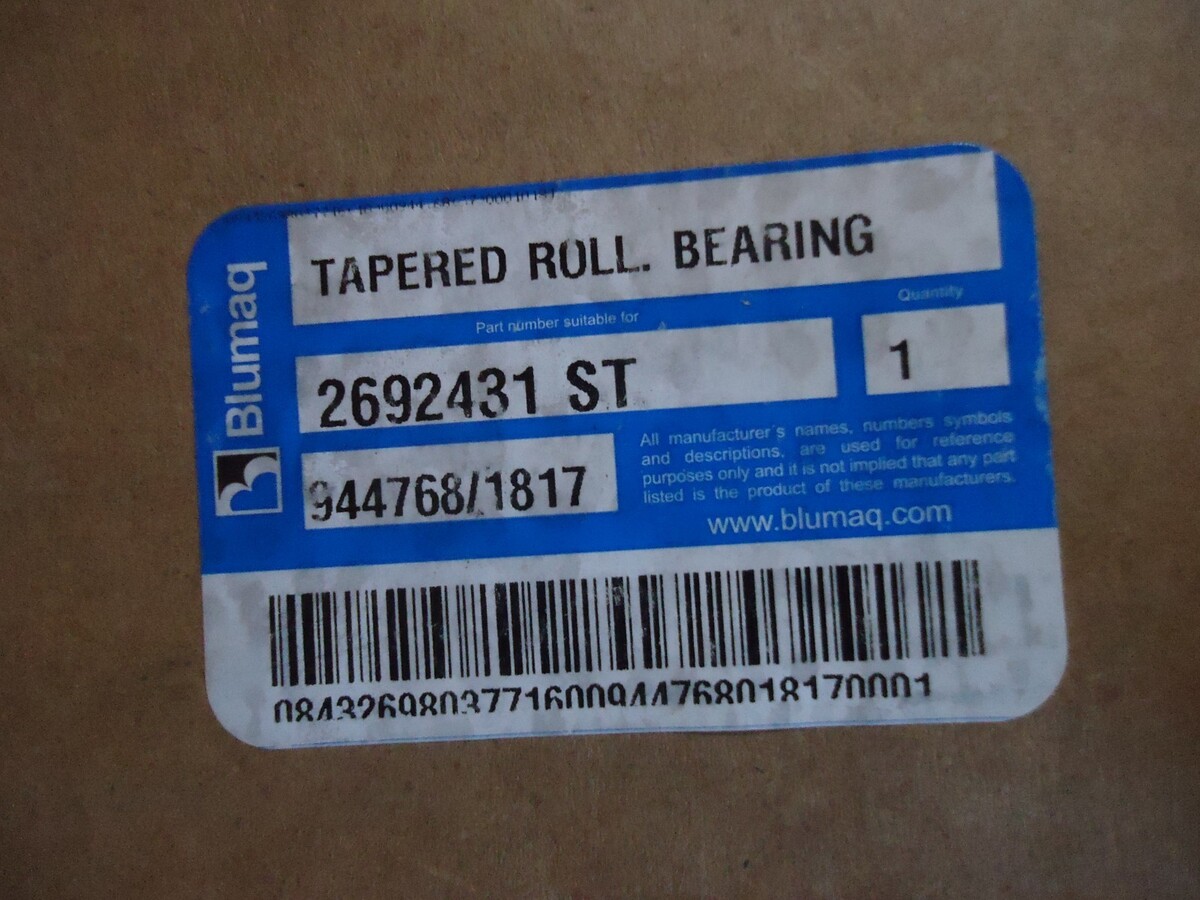 TAPERED ROLL. BEARING
Blumaq
Part number suitable for
Quantity
2692431 ST
1
944768/1817
All manufacturer's names, numbers symbols
and descriptions, are used for reference
purposes only and it is not implied that any part
listed is the product of these manufacturers.
www.blumaq.com
0843269803771600944768018170001